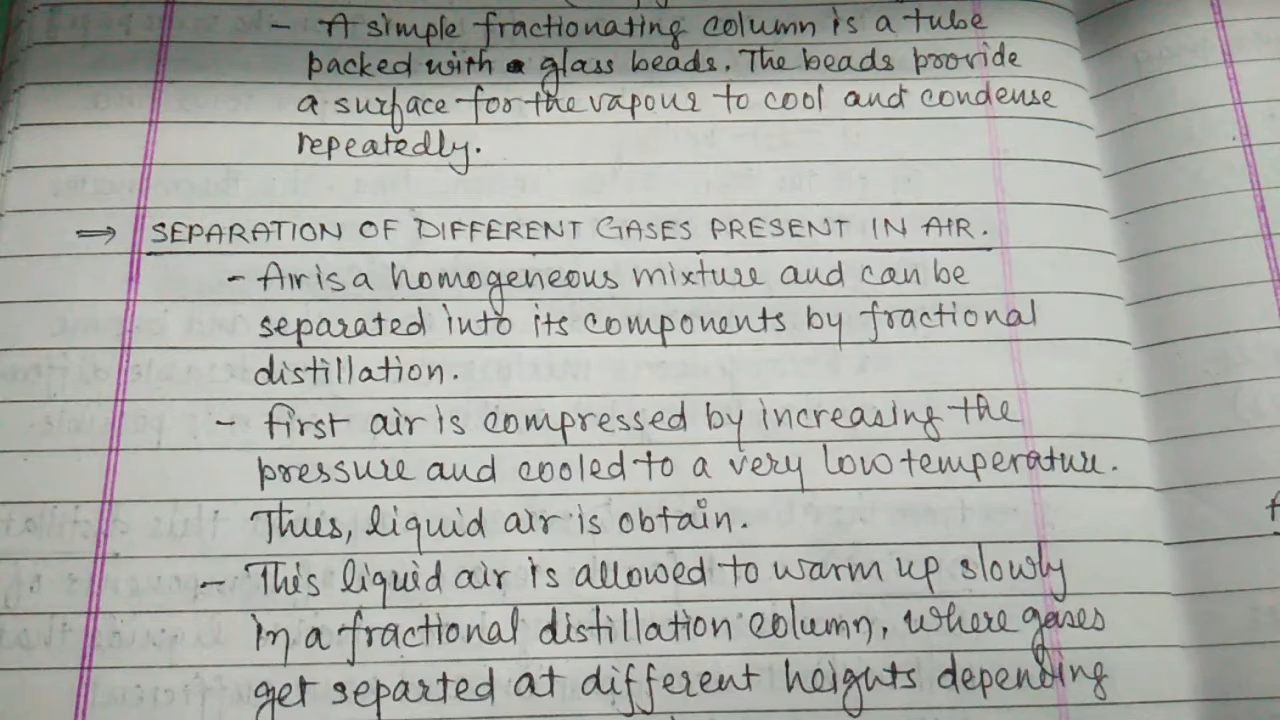 - A simple fractionating column is a tube
packed with a glass beads. The beads provide
a surface for the vapour to cool and condense
repeatedly.
⇒ SEPARATION OF DIFFERENT GASES PRESENT IN AIR.
- Air is a homogeneous mixture and can be
separated into its components by fractional
distillation.
- first air is compressed by increasing the
pressure and cooled to a very low temperature.
Thus, liquid air is obtain.
- This liquid air is allowed to warm up slowly
in a fractional distillation column, where gases
get separted at different heights depending